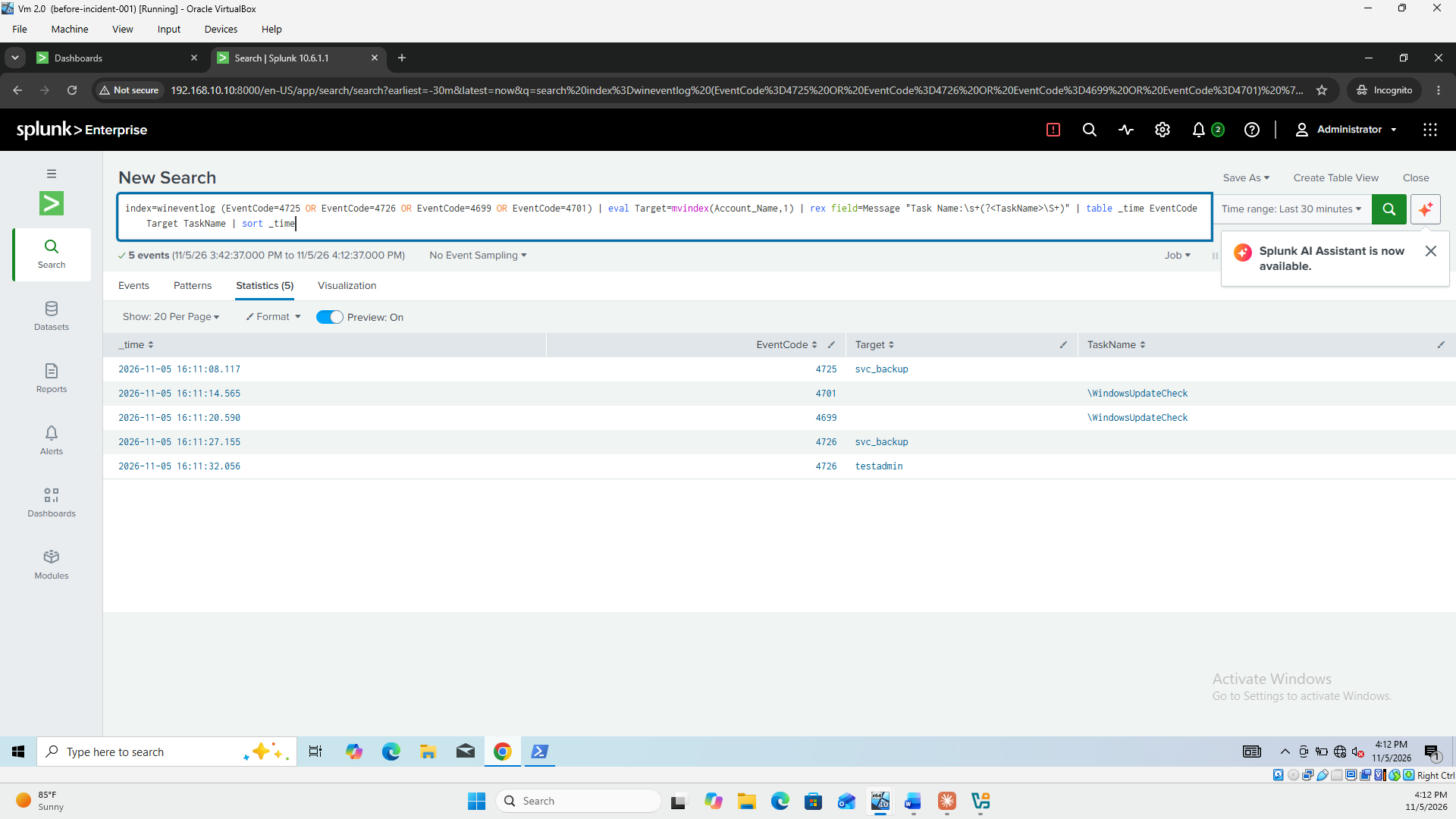 Vm 2.0 (before-incident-001) [Running] - Oracle VirtualBox
File Machine View Input Devices Help
Dashboards
Search | Splunk 10.6.1.1
Not secure
192.168.10.10:8000/en-US/app/search/search?earliest=-30m&latest=now&q=search%20index%3Dwineventlog%20(EventCode%3D4725%20OR%20EventCode%3D4726%20OR%20EventCode%3D4699%20OR%20EventCode%3D4701)%20%7...
Incognito
splunk>Enterprise
2
Administrator
New Search
Save As
Create Table View
Close
index=wineventlog (EventCode=4725 OR EventCode=4726 OR EventCode=4699 OR EventCode=4701) | eval Target=mvindex(Account_Name,1) | rex field=Message "Task Name:\s+(?<TaskName>\S+)" | table _time EventCode
Target TaskName | sort _time
Time range: Last 30 minutes
5 events (11/5/26 3:42:37.000 PM to 11/5/26 4:12:37.000 PM)
No Event Sampling
Job
Splunk AI Assistant is now
available.
Search
Datasets
Reports
Alerts
Dashboards
Modules
Events Patterns Statistics (5) Visualization
Show: 20 Per Page
Format
Preview: On
_time EventCode Target TaskName
2026-11-05 16:11:08.117 4725 svc_backup
2026-11-05 16:11:14.565 4701 \WindowsUpdateCheck
2026-11-05 16:11:20.590 4699 \WindowsUpdateCheck
2026-11-05 16:11:27.155 4726 svc_backup
2026-11-05 16:11:32.056 4726 testadmin
Activate Windows
Go to Settings to activate Windows.
Type here to search
4:12 PM
11/5/2026
1
Right Ctrl
85°F
Sunny
Search
4:12 PM
11/5/2026